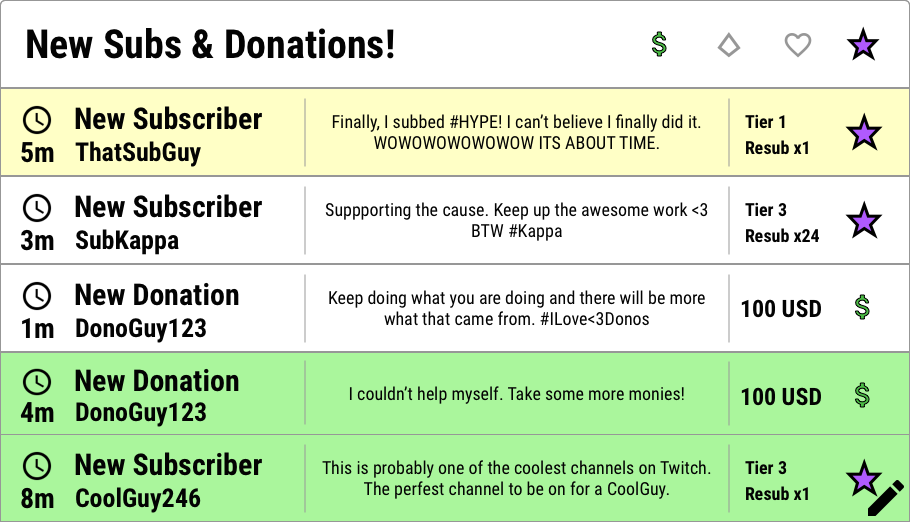 New Subs & Donations!
$
New Subscriber
5m ThatSubGuy
Finally, I subbed #HYPE! I can’t believe I finally did it.
WOWOWOWOWOWOW ITS ABOUT TIME.
Tier 1
Resub x1
New Subscriber
3m SubKappa
Suppporting the cause. Keep up the awesome work <3
BTW #Kappa
Tier 3
Resub x24
New Donation
1m DonoGuy123
Keep doing what you are doing and there will be more
what that came from. #ILove<3Donos
100 USD $
New Donation
4m DonoGuy123
I couldn’t help myself. Take some more monies!
100 USD $
New Subscriber
8m CoolGuy246
This is probably one of the coolest channels on Twitch.
The perfest channel to be on for a CoolGuy.
Tier 3
Resub x1